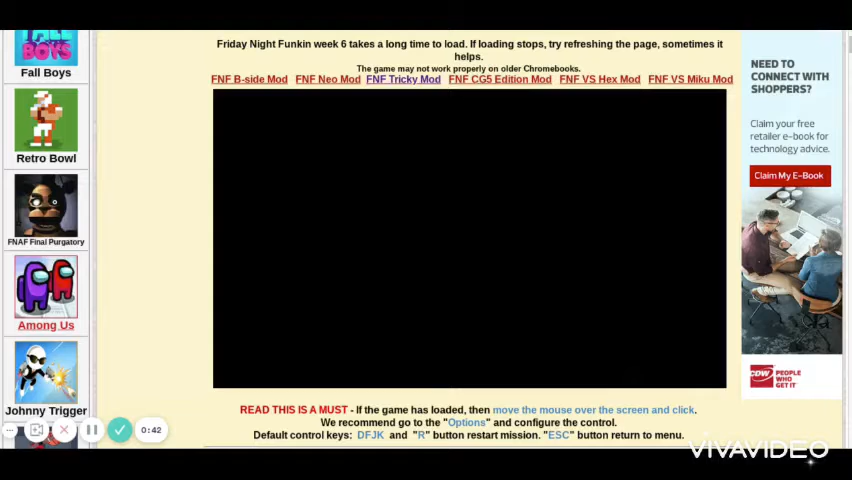 Friday Night Funkin week 6 takes a long time to load. If loading stops, try refreshing the page, sometimes it
helps.
The game may not work properly on older Chromebooks.
FNF B-side Mod FNF Neo Mod FNF Tricky Mod FNF CG5 Edition Mod FNF VS Hex Mod FNF VS Miku Mod
BOYS
Fall Boys
Retro Bowl
FNAF Final Purgatory
Among Us
Johnny Trigger
NEED TO
CONNECT WITH
SHOPPERS?
Claim your free
retailer e-book for
technology advice.
Claim My E-Book
CDW
PEOPLE
WHO
GET IT
READ THIS IS A MUST - If the game has loaded, then move the mouse over the screen and click.
We recommend go to the "Options" and configure the control.
Default control keys: DFJK and "R" button restart mission. "ESC" button return to menu.
0:42
VIVAVIDEO